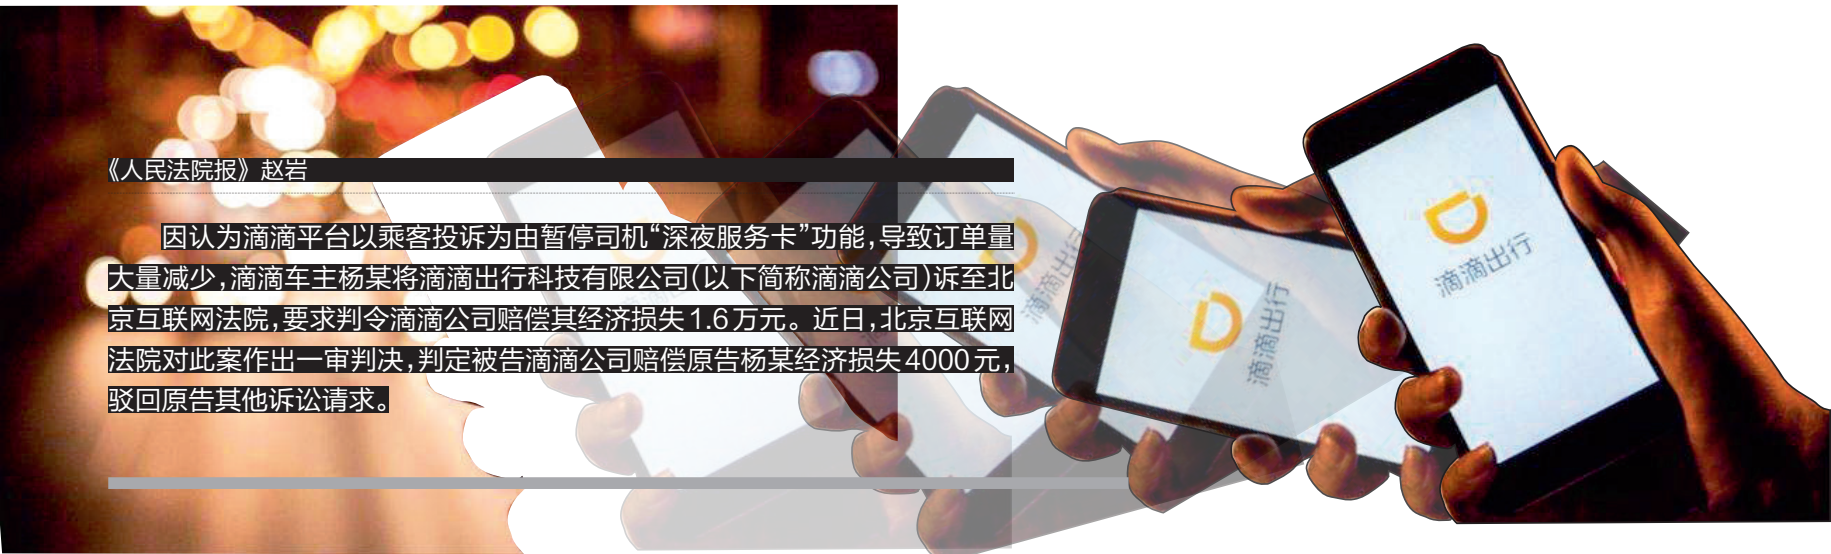 《人民法院报》赵岩
因认为滴滴平台以乘客投诉为由暂停司机“深夜服务卡”功能，导致订单量
大量减少，滴滴车主杨某将滴滴出行科技有限公司（以下简称滴滴公司）诉至北
京互联网法院，要求判令滴滴公司赔偿其经济损失1.6万元。近日，北京互联网
法院对此案作出一审判决，判定被告滴滴公司赔偿原告杨某经济损失4000元，
驳回原告其他诉讼请求。
滴滴出行
滴滴出行
滴滴出行